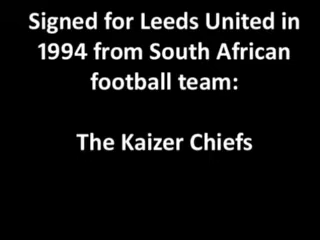 Signed for Leeds United in
1994 from South African
football team:
The Kaizer Chiefs